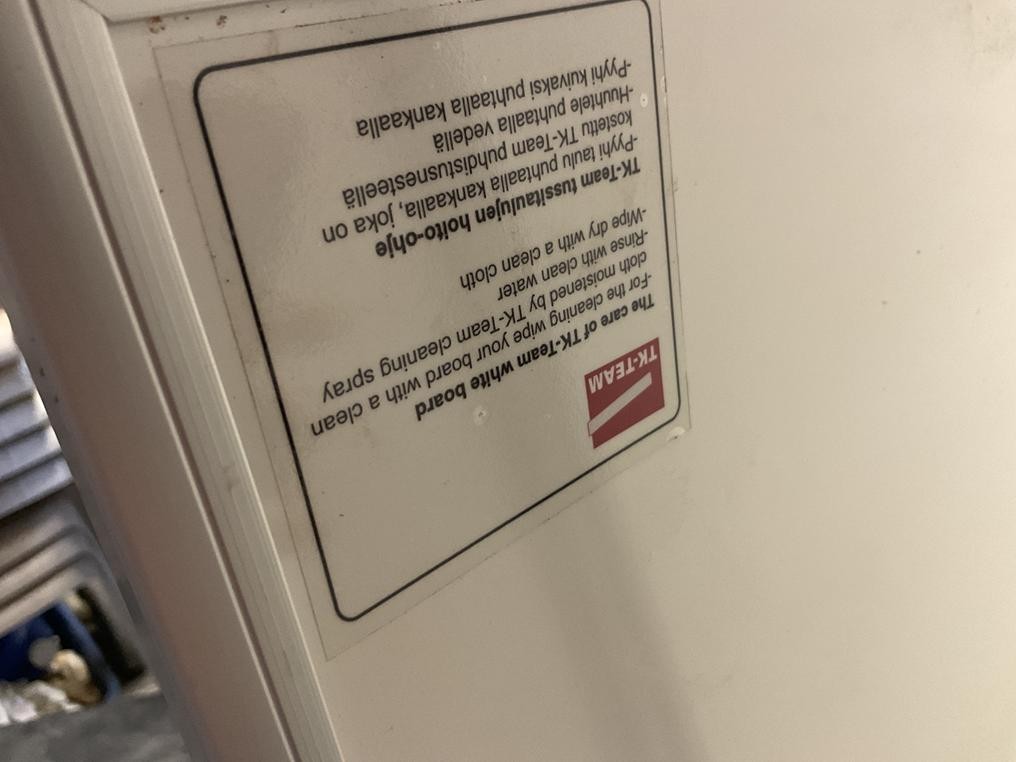 TK-TEAM
The care of TK-Team white board
-For the cleaning wipe your board with a clean
cloth moistened by TK-Team cleaning spray
-Rinse with clean water
-Wipe dry with a clean cloth
TK-Team tussitaulujen hoito-ohje
-Pyyhi taulu puhtaalla kankaalla, joka on
kostettu TK-Team puhdistusnesteellä
-Huuhtele puhtaalla vedellä
-Pyyhi kuivaksi puhtaalla kankaalla